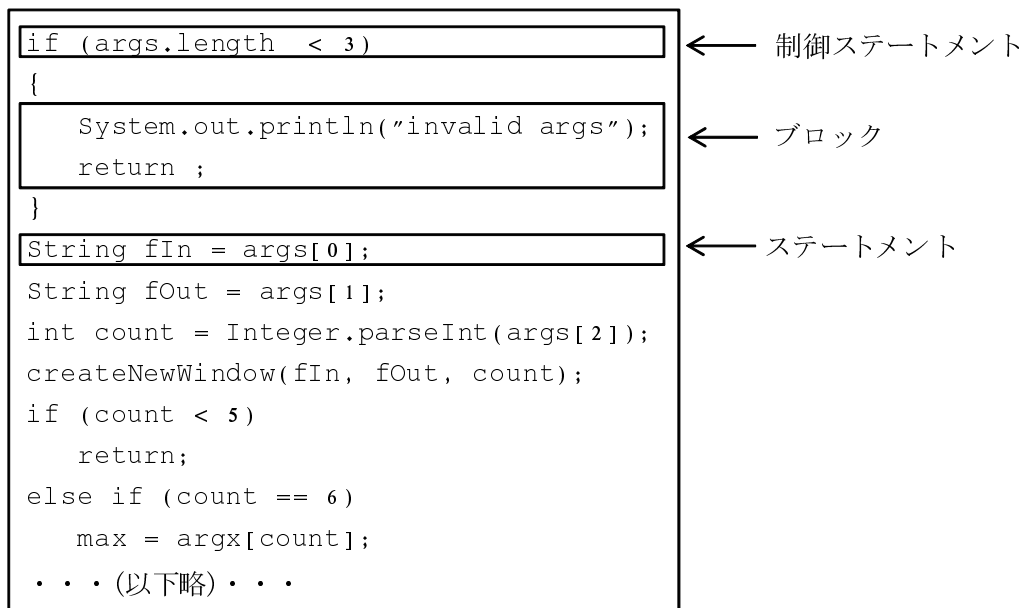 if (args.length < 3)
制御ステートメント
{
System.out.println("invalid args");
return ;
ブロック
}
String fIn = args[0];
ステートメント
String fOut = args[1];
int count = Integer.parseInt(args[2]);
createNewWindow(fIn, fOut, count);
if (count < 5)
return;
else if (count == 6)
max = argx[count];
・・・(以下略)・・・